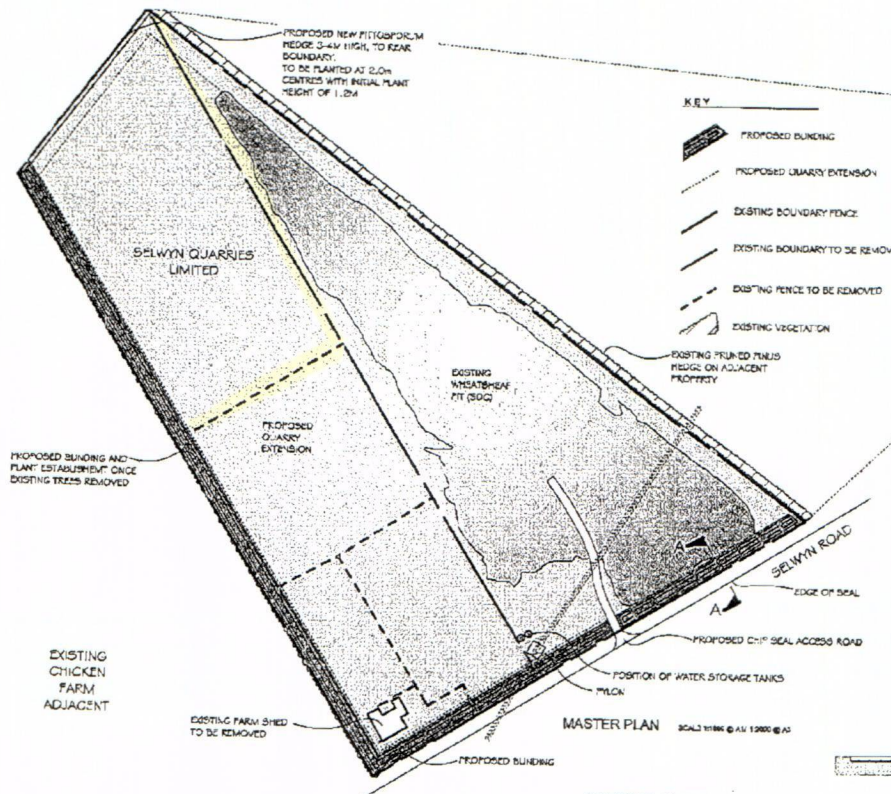 PROPOSED NEW PITTOSPORUM
HEDGE 3-4M HIGH, TO REAR
BOUNDARY.
TO BE PLANTED AT 2.0m
CENTRES WITH INITIAL PLANT
HEIGHT OF 1.2M
KEY
PROPOSED BUNDING
PROPOSED QUARRY EXTENSION
EXISTING BOUNDARY FENCE
EXISTING BOUNDARY TO BE REMOV
EXISTING FENCE TO BE REMOVED
EXISTING VEGETATION
SELWYN QUARRIES
LIMITED
EXISTING
WHEATSHEAF
PIT (SDC)
EXISTING PRUNED PINUS
HEDGE ON ADJACENT
PROPERTY
PROPOSED
QUARRY
EXTENSION
PROPOSED BUNDING AND
PLANT ESTABLISHMENT ONCE
EXISTING TREES REMOVED
A
SELWYN ROAD
EDGE OF SEAL
A
PROPOSED CHIP SEAL ACCESS ROAD
POSITION OF WATER STORAGE TANKS
PYLON
EXISTING
CHICKEN
FARM
ADJACENT
EXISTING FARM SHED
TO BE REMOVED
MASTER PLAN
PROPOSED BUNDING